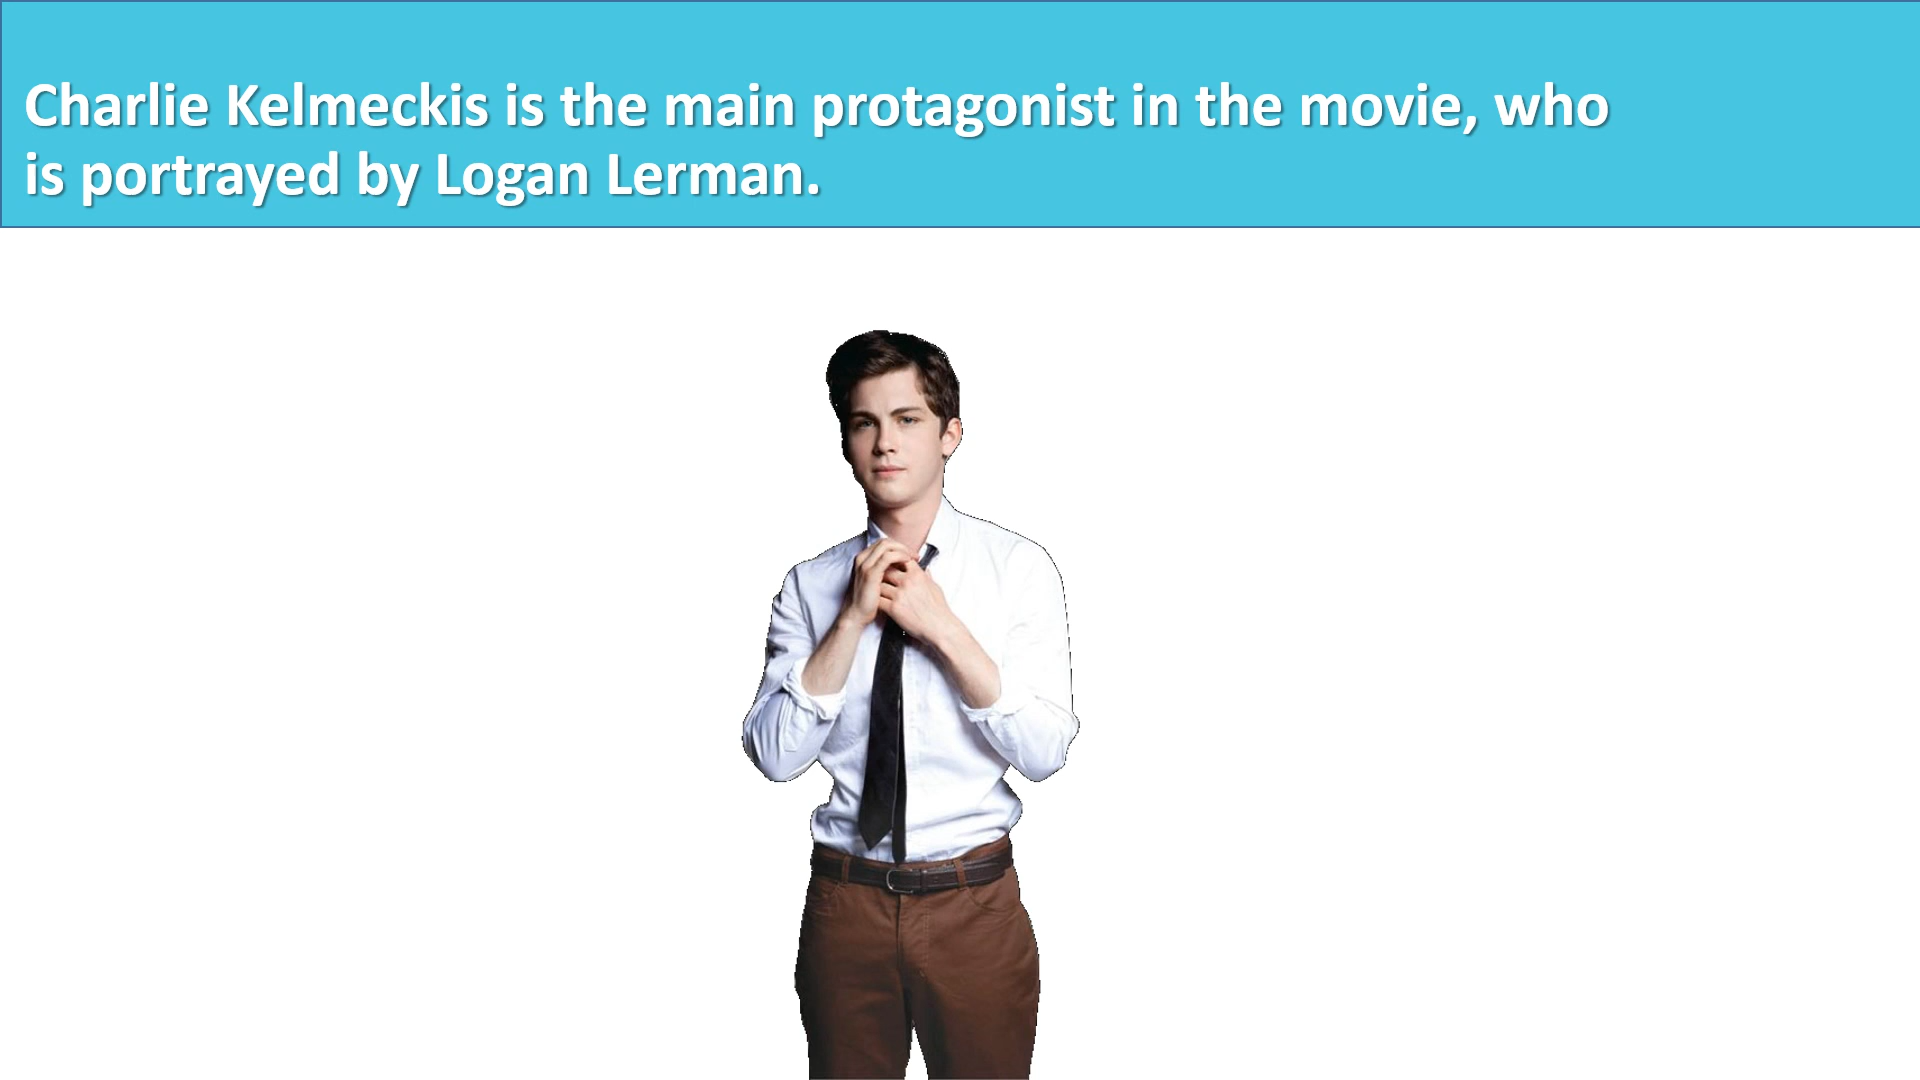 Charlie Kelmeckis is the main protagonist in the movie, who
is portrayed by Logan Lerman.